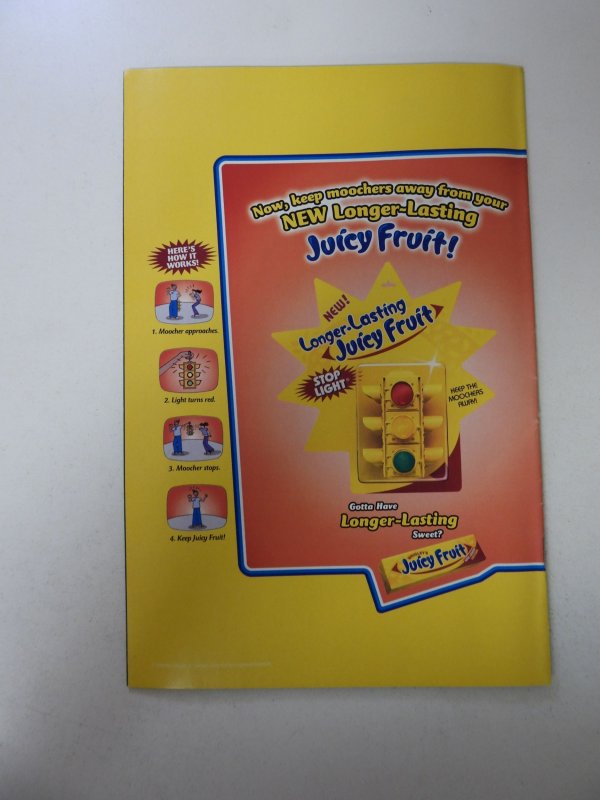 Now, keep moochers away from your
NEW Longer-Lasting
Juicy Fruit!
HERE'S
HOW IT
WORKS!
1. Moocher approaches.
2. Light turns red.
3. Moocher stops.
4. Keep Juicy Fruit!
NEW!
Longer-Lasting
Juicy Fruit
STOP
LIGHT
KEEP THE
MOOCHERS
AWAY!
Gotta Have
Longer-Lasting
Sweet?
WRIGLEY'S
Juicy Fruit